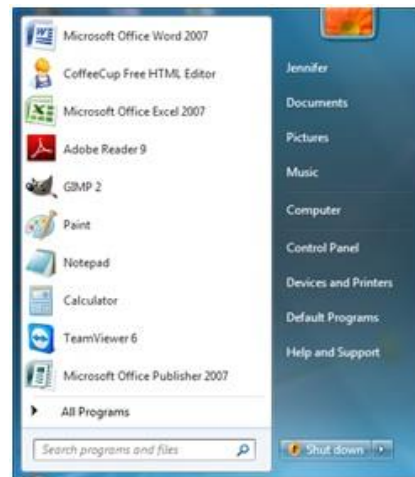 Microsoft Office Word 2007
CoffeeCup Free HTML Editor
Microsoft Office Excel 2007
Adobe Reader 9
GIMP 2
Paint
Notepad
Calculator
TeamViewer 6
Microsoft Office Publisher 2007
All Programs
Search programs and files
Jennifer
Documents
Pictures
Music
Computer
Control Panel
Devices and Printers
Default Programs
Help and Support
Shut down